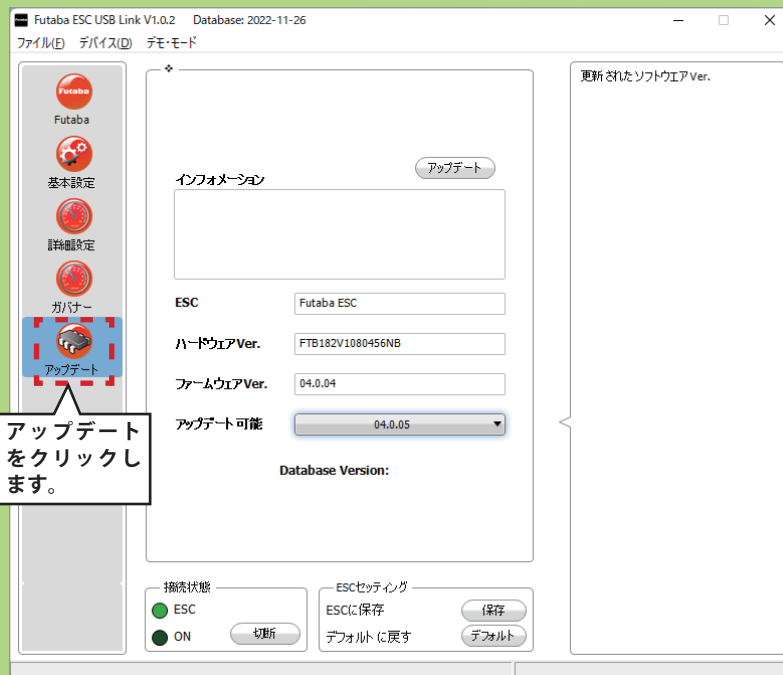 Futaba ESC USB Link V1.0.2 Database: 2022-11-26
ファイル(F) デバイス(D) デモ・モード
Futaba
Futaba
基本設定
詳細設定
ガバナー
アップデート
アップデート
をクリックし
ます。
アップデート
インフォメーション
ESC Futaba ESC
ハードウェアVer. FTB182V1080456NB
ファームウェアVer. 04.0.04
アップデート可能 04.0.05
Database Version:
接続状態
ESC
ON 切断
ESCセッティング
ESCに保存 保存
デフォルトに戻す デフォルト
更新されたソフトウエアVer.